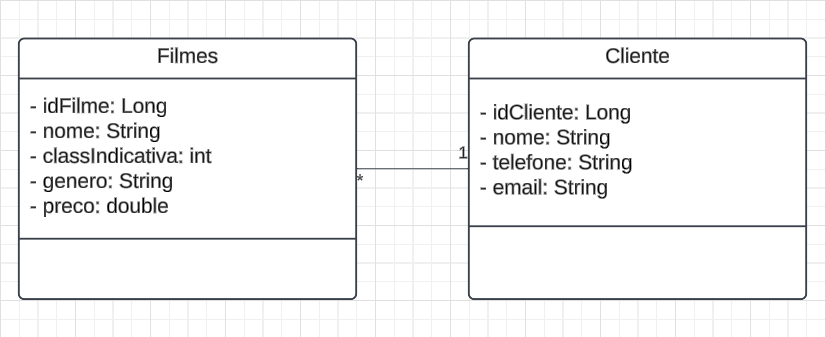 Filmes
- idFilme: Long
- nome: String
- classIndicativa: int
- genero: String
- preco: double
*
1
Cliente
- idCliente: Long
- nome: String
- telefone: String
- email: String